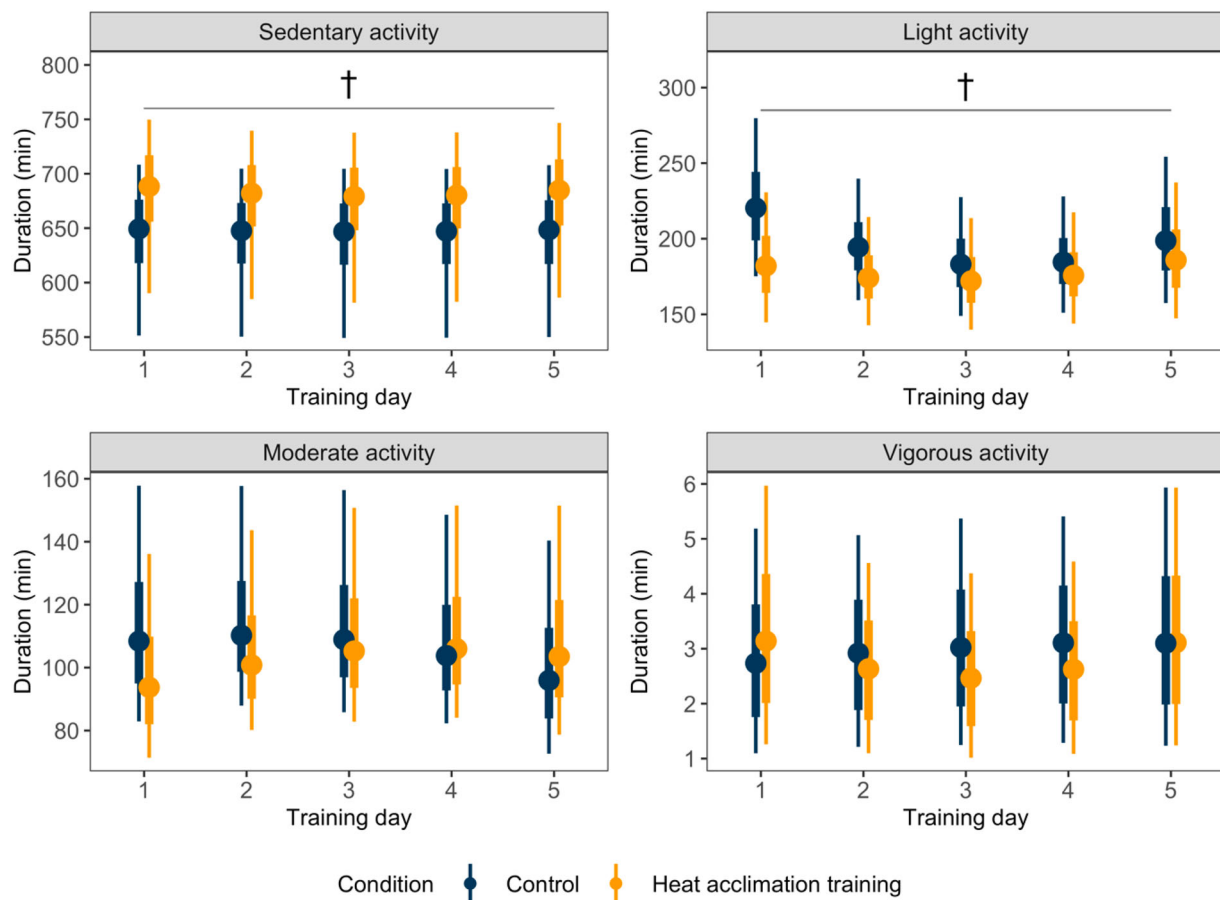 Sedentary activity
Light activity
†
†
Duration (min)
800
750
700
650
600
550
1 2 3 4 5
Training day
Duration (min)
300
250
200
150
1 2 3 4 5
Training day
Moderate activity
Vigorous activity
Duration (min)
160
140
120
100
80
1 2 3 4 5
Training day
Duration (min)
6
5
4
3
2
1
1 2 3 4 5
Training day
Condition Control Heat acclimation training